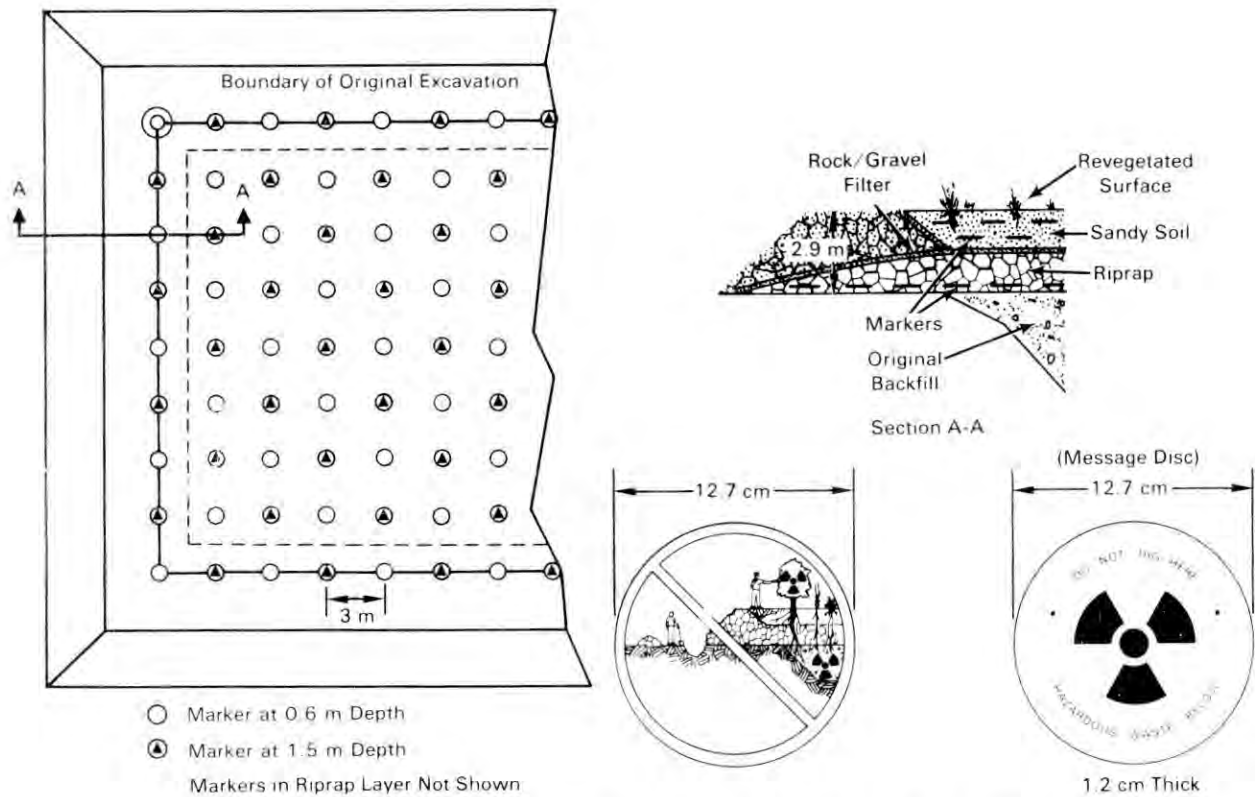 Boundary of Original Excavation
A
A
3 m
Marker at 0.6 m Depth
Marker at 1.5 m Depth
Markers in Riprap Layer Not Shown
Rock/Gravel
Filter
Revegetated
Surface
2.9 m
Sandy Soil
Riprap
Markers
Original
Backfill
Section A-A
12.7 cm
(Message Disc)
12.7 cm
DO NOT DIG HERE
HAZARDOUS WASTE BELOW
1.2 cm Thick